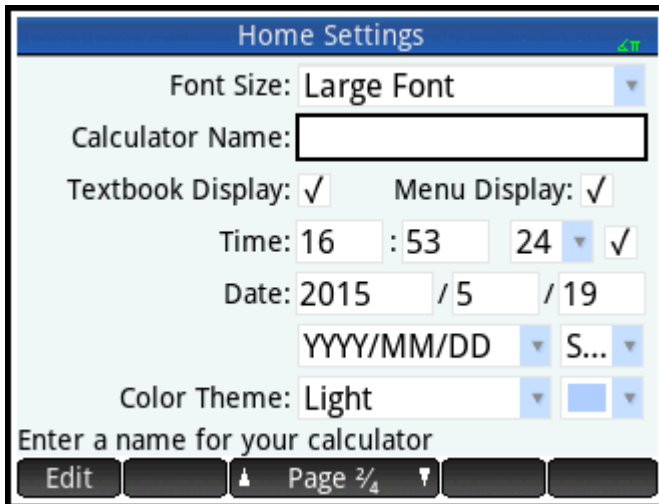 Home Settings ∡π
Font Size: Large Font
Calculator Name:
Textbook Display: √ Menu Display: √
Time: 16 : 53 24 √
Date: 2015 / 5 / 19
YYYY/MM/DD S...
Color Theme: Light
Enter a name for your calculator
Edit Page 2/4